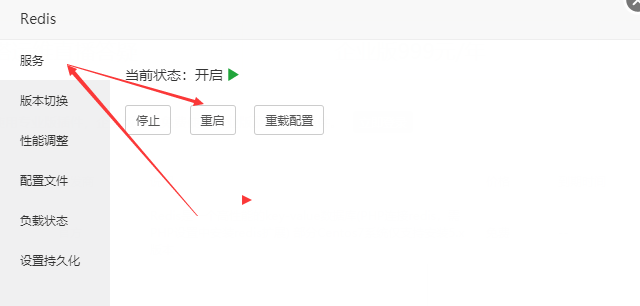 Redis
服务
当前状态：开启
版本切换
停止
重启
重载配置
性能调整
配置文件
负载状态
设置持久化